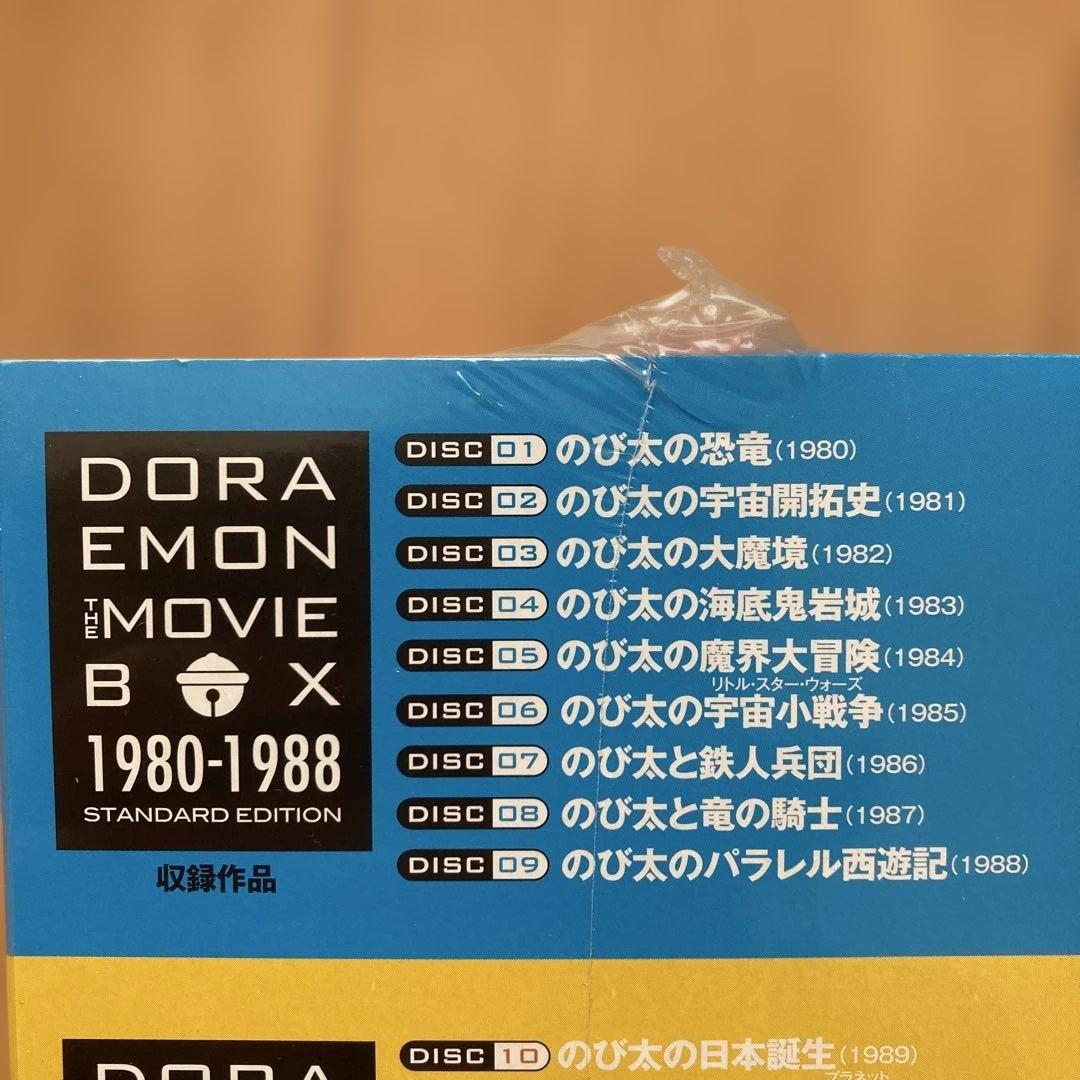 DORA
EMON
THE MOVIE
BOX
1980-1988
STANDARD EDITION
収録作品
DISC 01 のび太の恐竜(1980)
DISC 02 のび太の宇宙開拓史(1981)
DISC 03 のび太の大魔境(1982)
DISC 04 のび太の海底鬼岩城(1983)
DISC 05 のび太の魔界大冒険(1984)
リトル・スター・ウォーズ
DISC 06 のび太の宇宙小戦争(1985)
DISC 07 のび太と鉄人兵団(1986)
DISC 08 のび太と竜の騎士(1987)
DISC 09 のび太のパラレル西遊記(1988)
DORA
DISC 10 のび太の日本誕生(1989)
プラネット